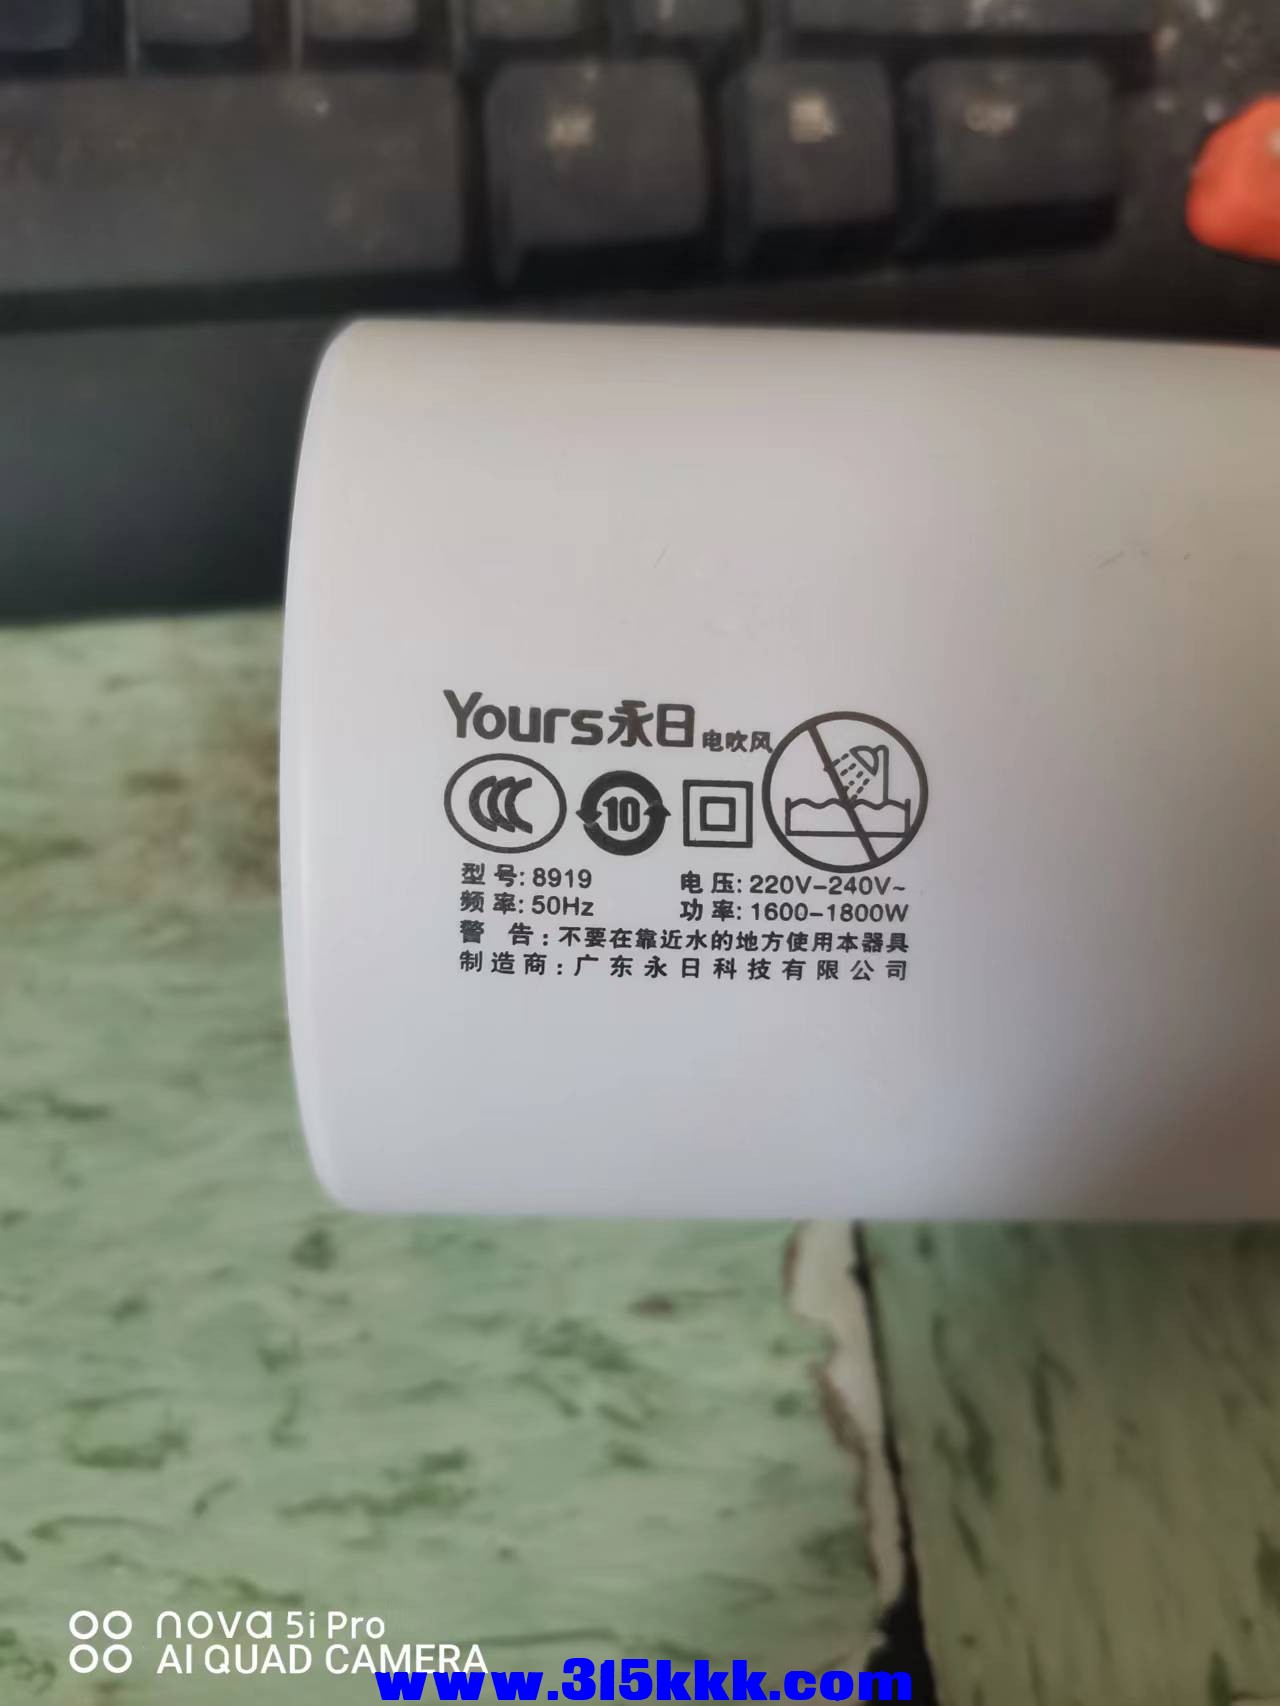 Yours永日 电吹风
10
型号:8919 电压:220V-240V~
频率:50Hz 功率:1600-1800W
警告:不要在靠近水的地方使用本器具
制造商:广东永日科技有限公司
nova 5i Pro
AI QUAD CAMERA
www.315kkk.com